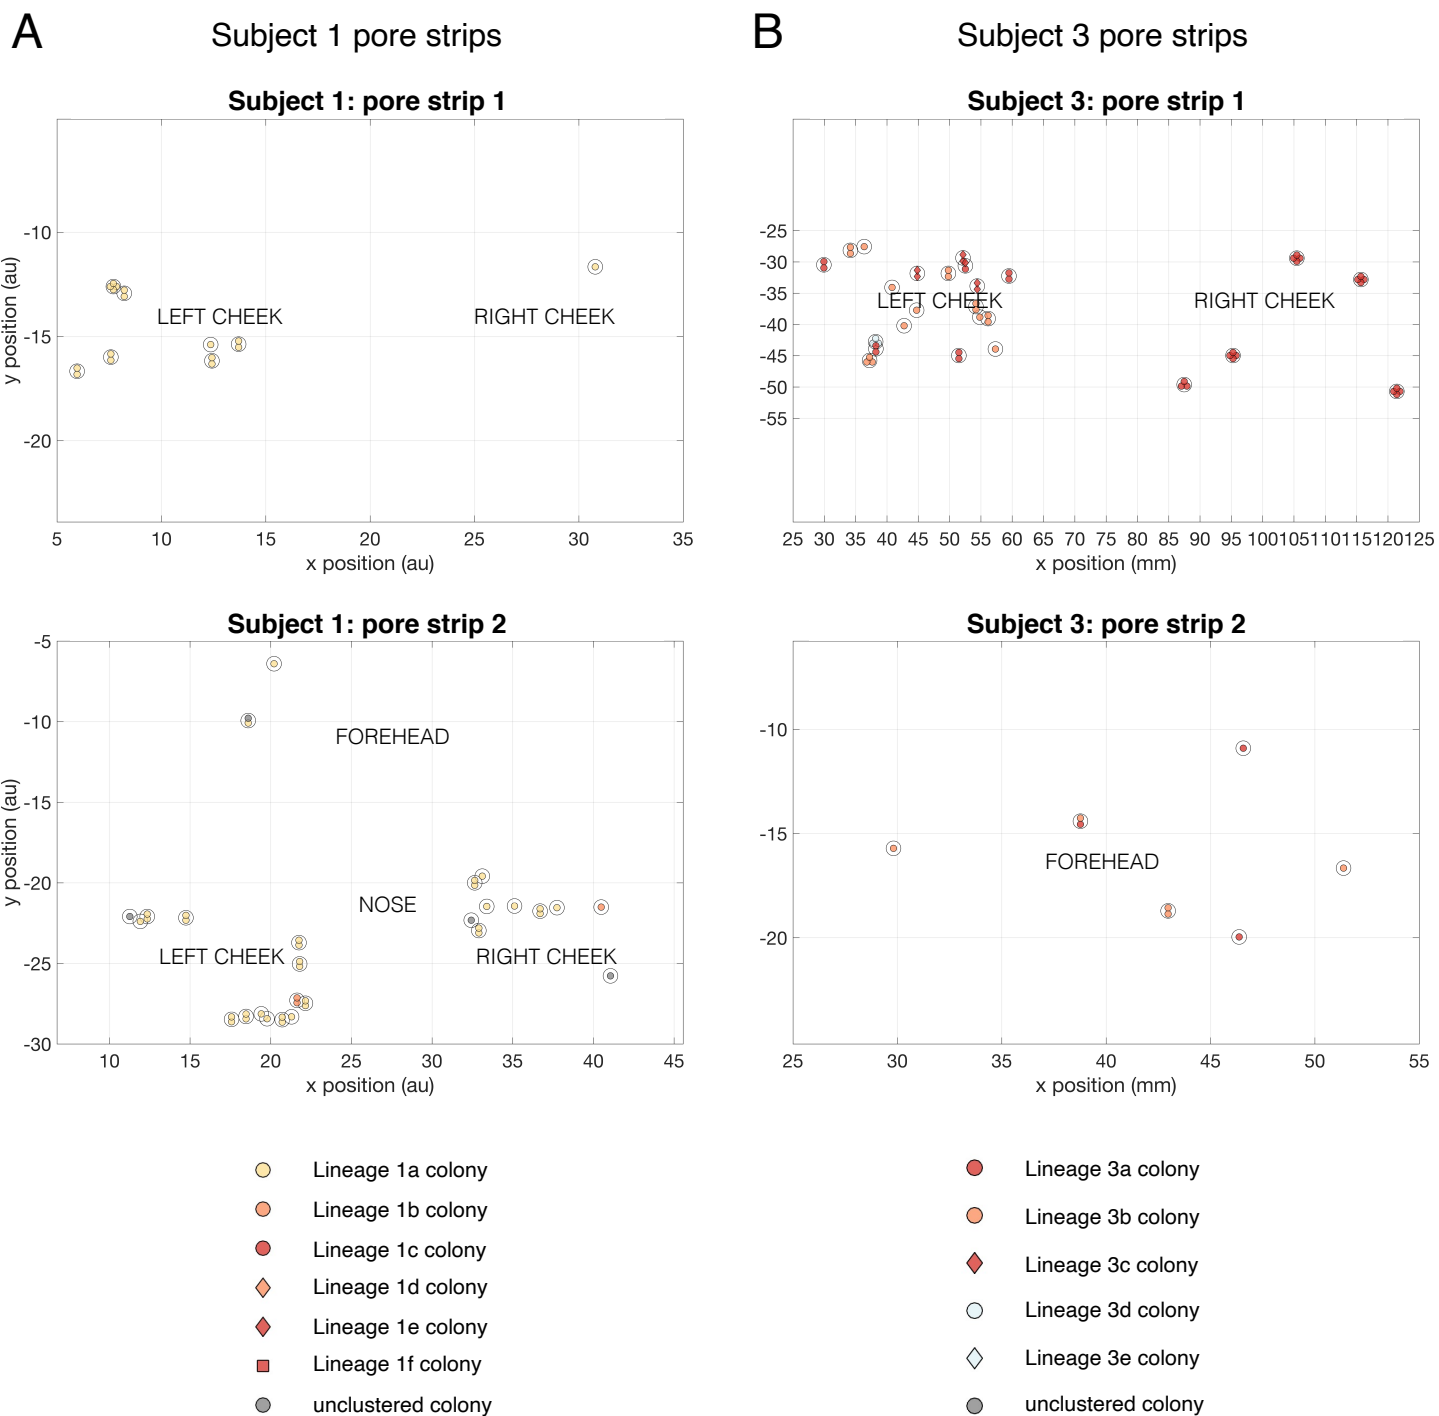 A
Subject 1 pore strips
Subject 1: pore strip 1
-10
-15
-20
y position (au)
LEFT CHEEK
RIGHT CHEEK
5 10 15 20 25 30 35
x position (au)
Subject 1: pore strip 2
-5
-10
-15
-20
-25
-30
y position (au)
FOREHEAD
NOSE
LEFT CHEEK
RIGHT CHEEK
10 15 20 25 30 35 40 45
x position (au)
Lineage 1a colony
Lineage 1b colony
Lineage 1c colony
Lineage 1d colony
Lineage 1e colony
Lineage 1f colony
unclustered colony
B
Subject 3 pore strips
Subject 3: pore strip 1
-25
-30
-35
-40
-45
-50
-55
LEFT CHEEK
RIGHT CHEEK
25 30 35 40 45 50 55 60 65 70 75 80 85 90 95 100 105 110 115 120 125
x position (mm)
Subject 3: pore strip 2
-10
-15
-20
FOREHEAD
25 30 35 40 45 50 55
x position (mm)
Lineage 3a colony
Lineage 3b colony
Lineage 3c colony
Lineage 3d colony
Lineage 3e colony
unclustered colony